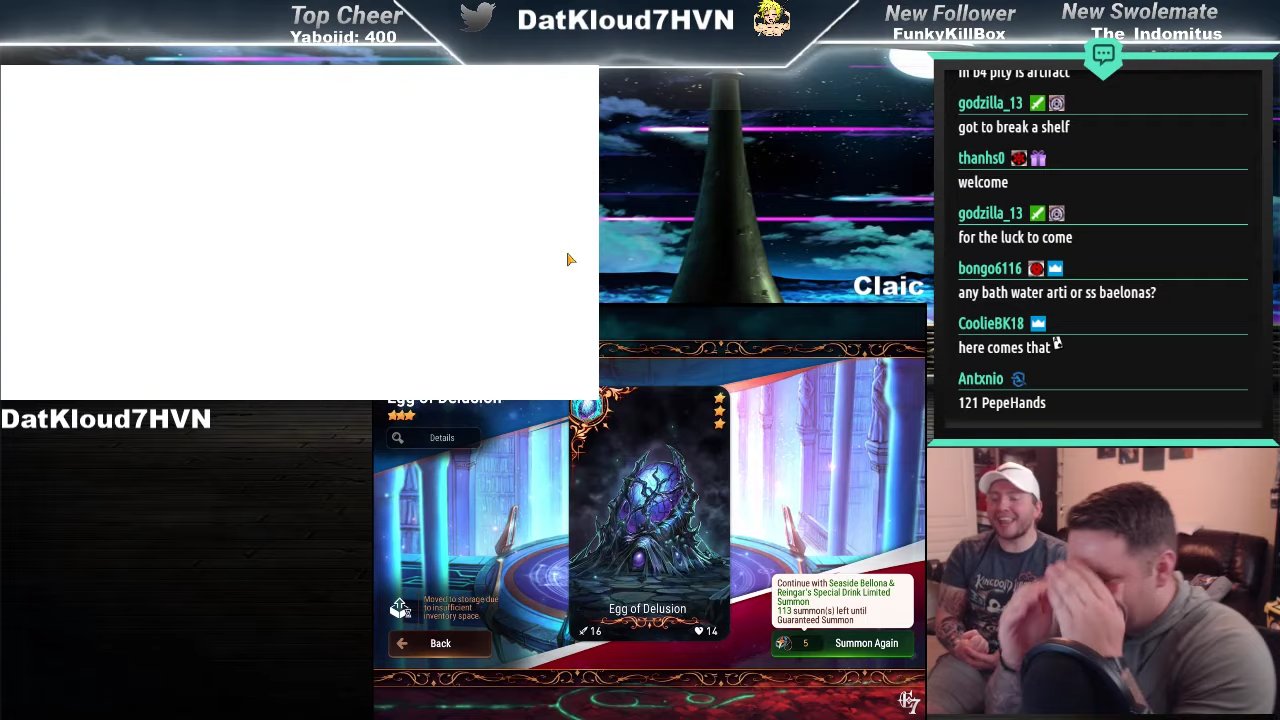 Top Cheer
Yaboijd: 400
DatKloud7HVN
New Follower
FunkyKillBox
New Swolemate
The_Indomitus
in b4 pity is artifact
godzilla_13
got to break a shelf
thanhs0
welcome
godzilla_13
for the luck to come
bongo6116
any bath water arti or ss baelonas?
CoolieBK18
here comes that
Antxnio
121 PepeHands
Claic
DatKloud7HVN
Egg of Delusion
Details
Egg of Delusion
16
14
Moved to storage due
to insufficient
inventory space.
Back
Continue with Seaside Bellona &
Reingar's Special Drink Limited
Summon
113 summon(s) left until
Guaranteed Summon
5
Summon Again